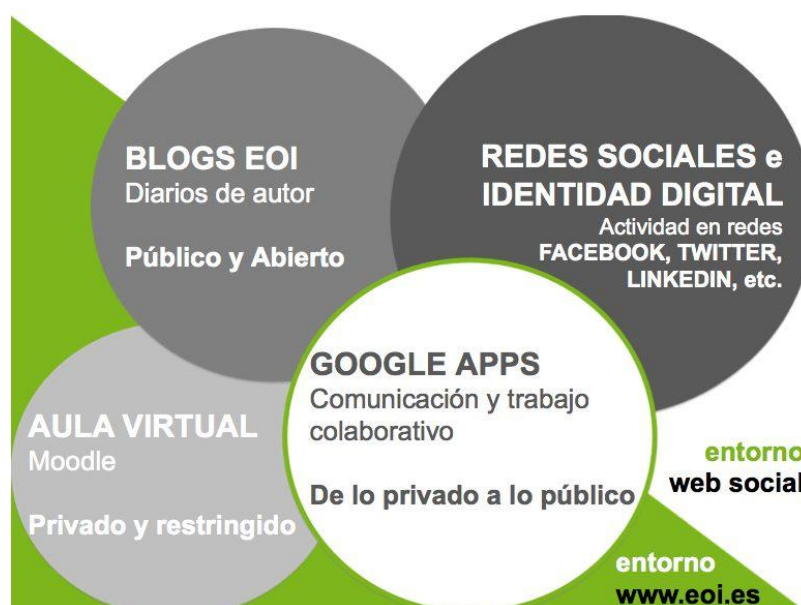 BLOGS EOI
Diarios de autor
Público y Abierto
REDES SOCIALES e
IDENTIDAD DIGITAL
Actividad en redes
FACEBOOK, TWITTER,
LINKEDIN, etc.
GOOGLE APPS
Comunicación y trabajo
colaborativo
De lo privado a lo público
AULA VIRTUAL
Moodle
Privado y restringido
entorno
web social
entorno
www.eoi.es